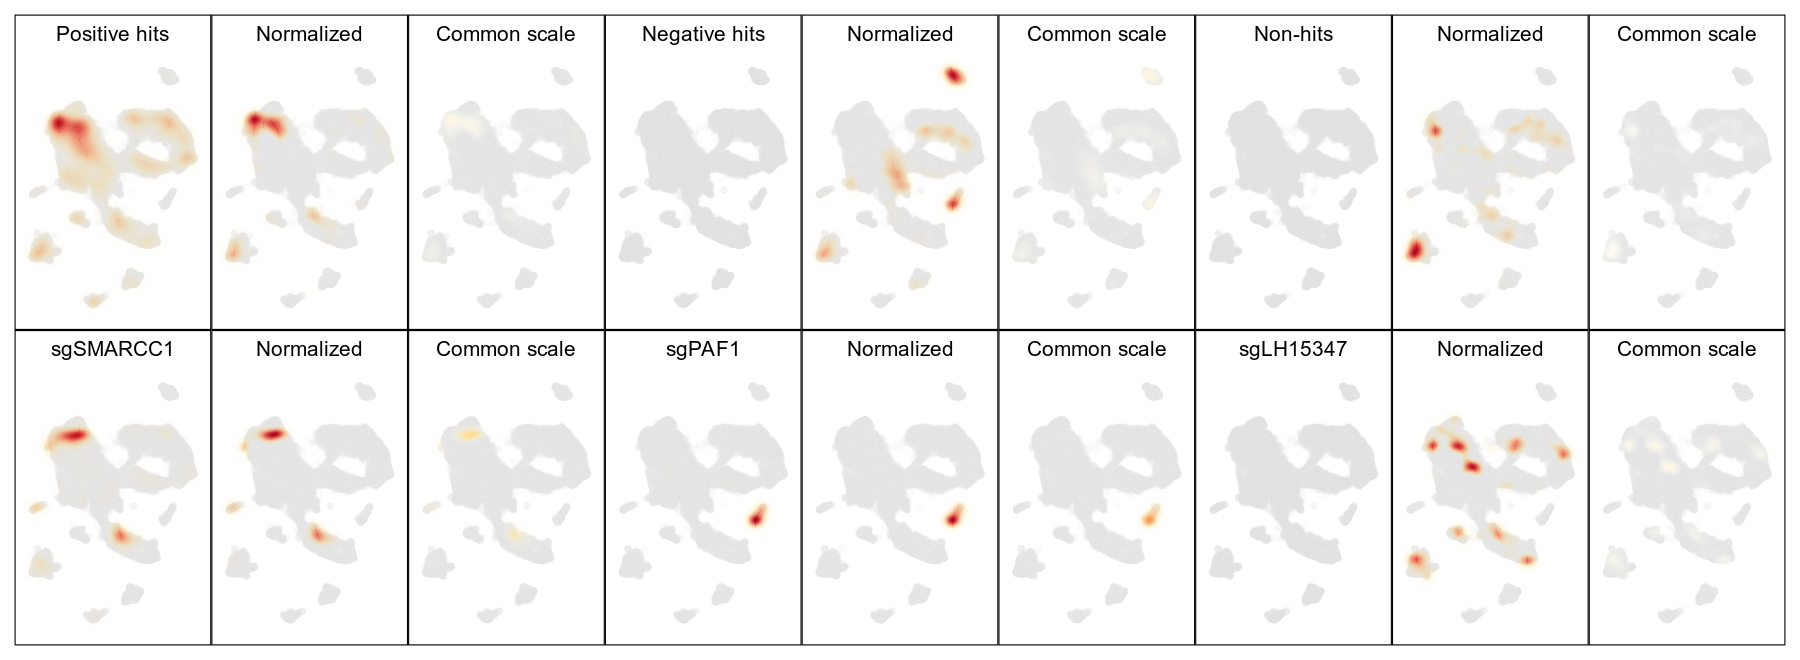 Positive hits
Normalized
Common scale
Negative hits
Normalized
Common scale
Non-hits
Normalized
Common scale
sgSMARCC1
Normalized
Common scale
sgPAF1
Normalized
Common scale
sgLH15347
Normalized
Common scale